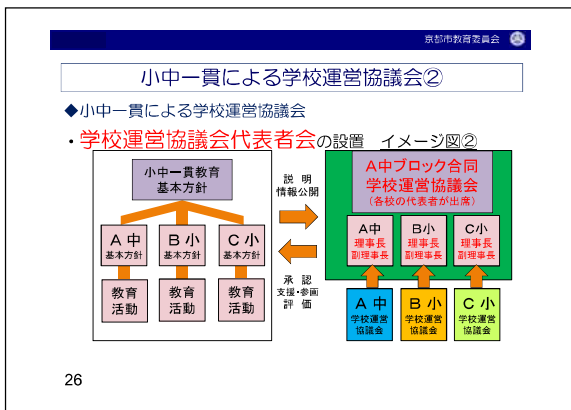 京都市教育委員会
小中一貫による学校運営協議会②
◆小中一貫による学校運営協議会
・学校運営協議会代表者会の設置 イメージ図②
小中一貫教育
基本方針
A 中
基本方針
B 小
基本方針
C 小
基本方針
教育
活動
教育
活動
教育
活動
説 明
情報公開
承 認
支援・参画
評 価
A中ブロック合同
学校運営協議会
(各校の代表者が出席)
A中
理事長
副理事長
B小
理事長
副理事長
C小
理事長
副理事長
A 中
学校運営
協議会
B 小
学校運営
協議会
C 小
学校運営
協議会
26